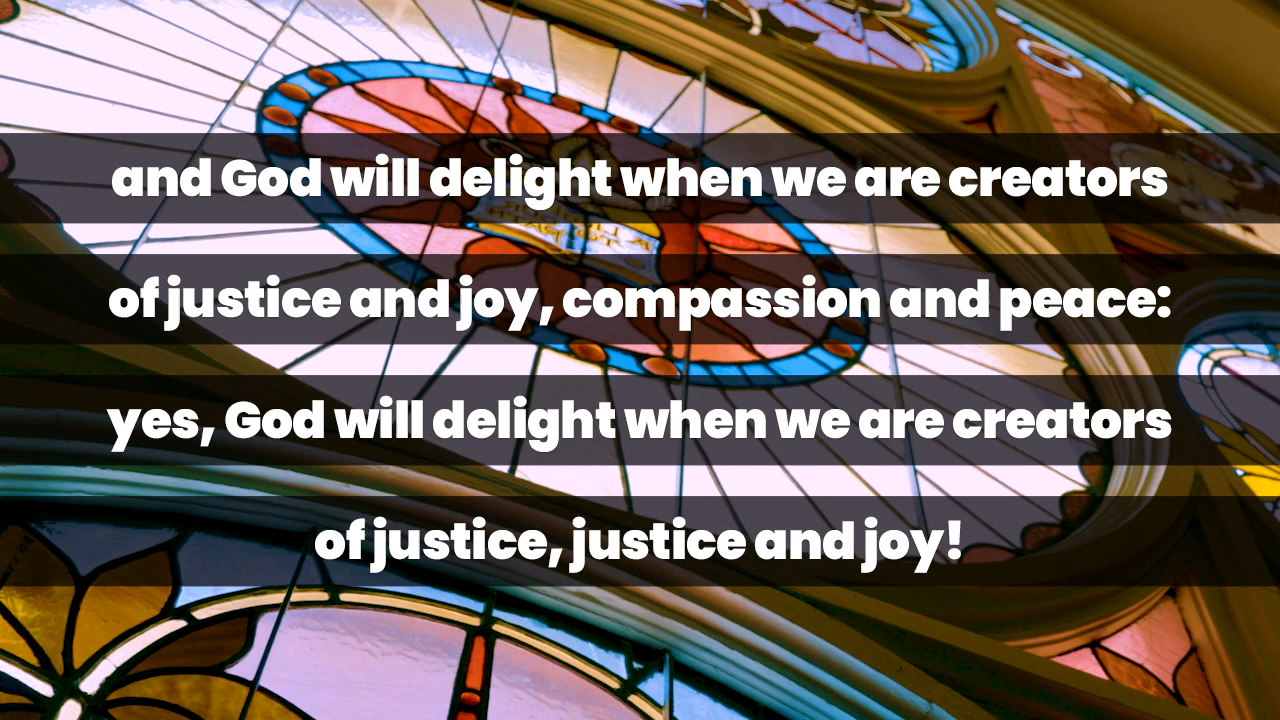 and God will delight when we are creators
of justice and joy, compassion and peace:
yes, God will delight when we are creators
of justice, justice and joy!